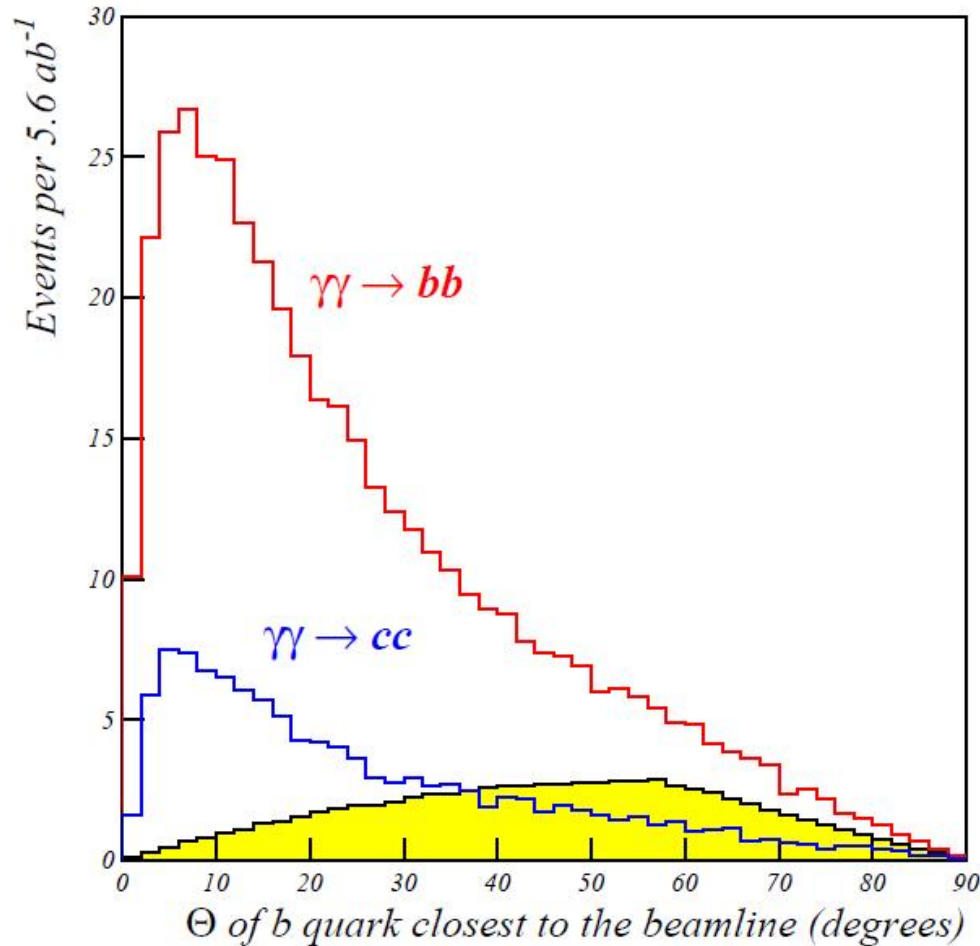 Events per 5.6 ab⁻¹
30
25
20
15
10
5
0
γγ → bb
γγ → cc
0 10 20 30 40 50 60 70 80 90
Θ of b quark closest to the beamline (degrees)